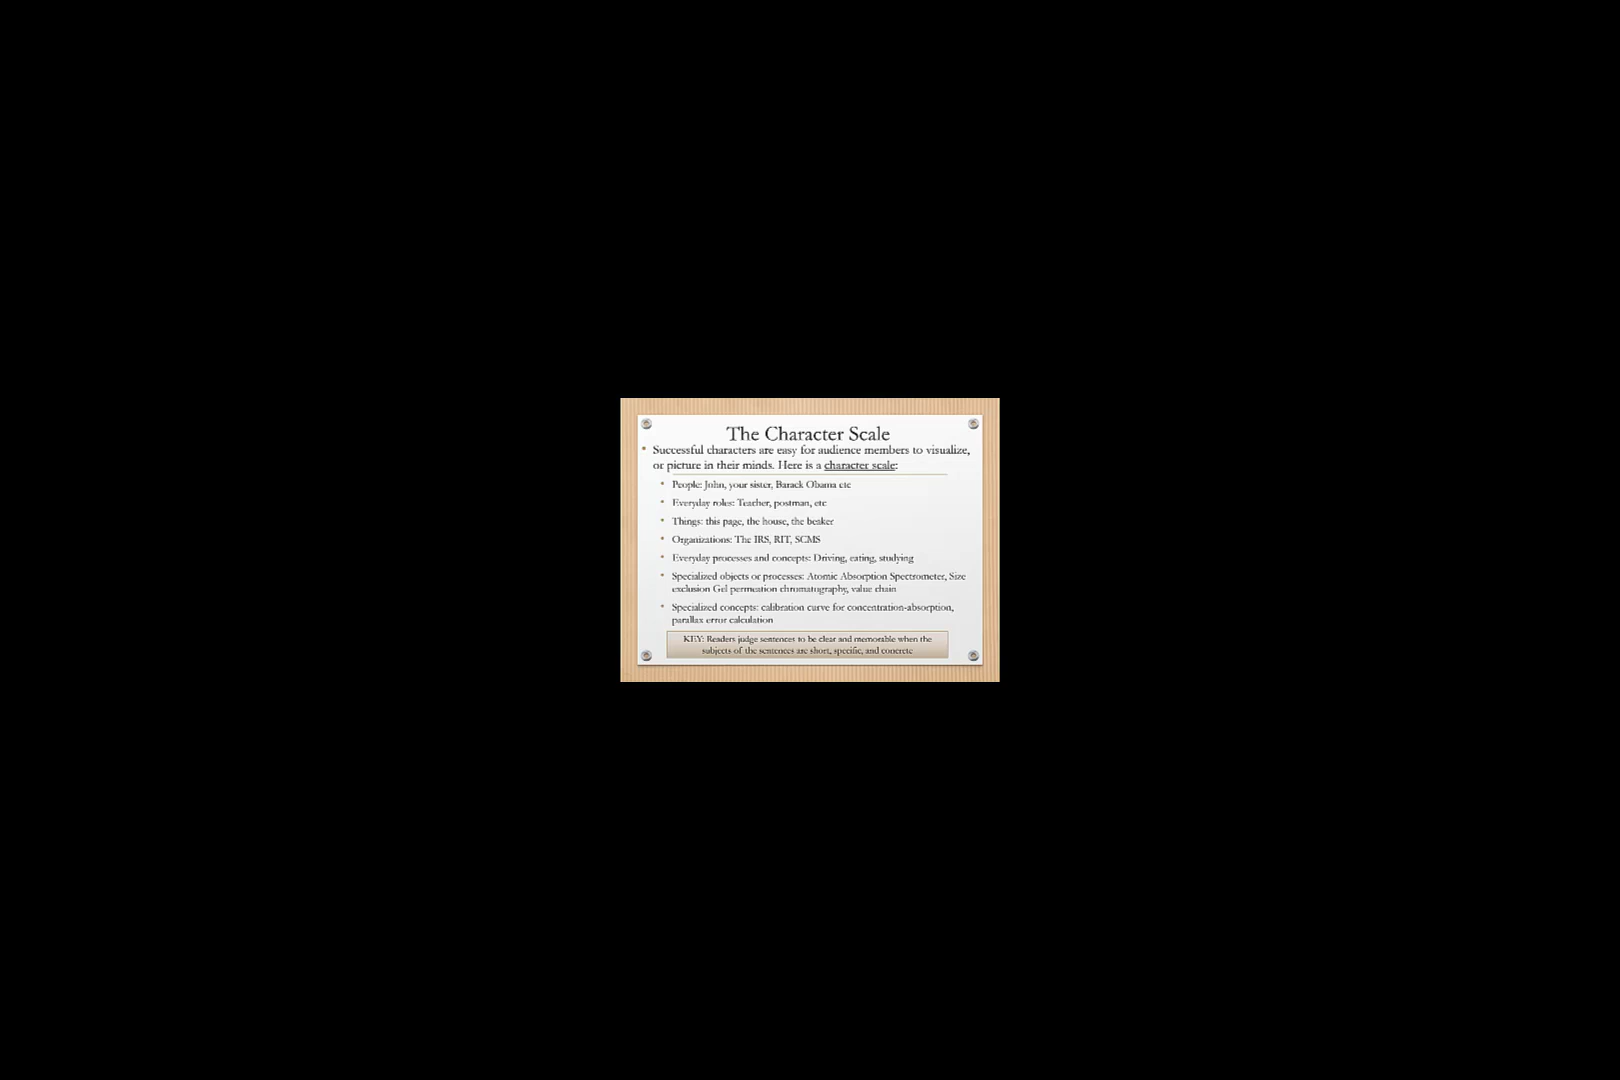 The Character Scale
• Successful characters are easy for audience members to visualize,
or picture in their minds. Here is a character scale:
• People: John, your sister, Barack Obama etc
• Everyday roles: Teacher, postman, etc
• Things: this page, the house, the beaker
• Organizations: The IRS, RIT, SCMS
• Everyday processes and concepts: Driving, eating, studying
• Specialized objects or processes: Atomic Absorption Spectrometer, Size
exclusion Gel permeation chromatography, value chain
• Specialized concepts: calibration curve for concentration-absorption,
parallax error calculation
KEY: Readers judge sentences to be clear and memorable when the
subjects of the sentences are short, specific, and concrete